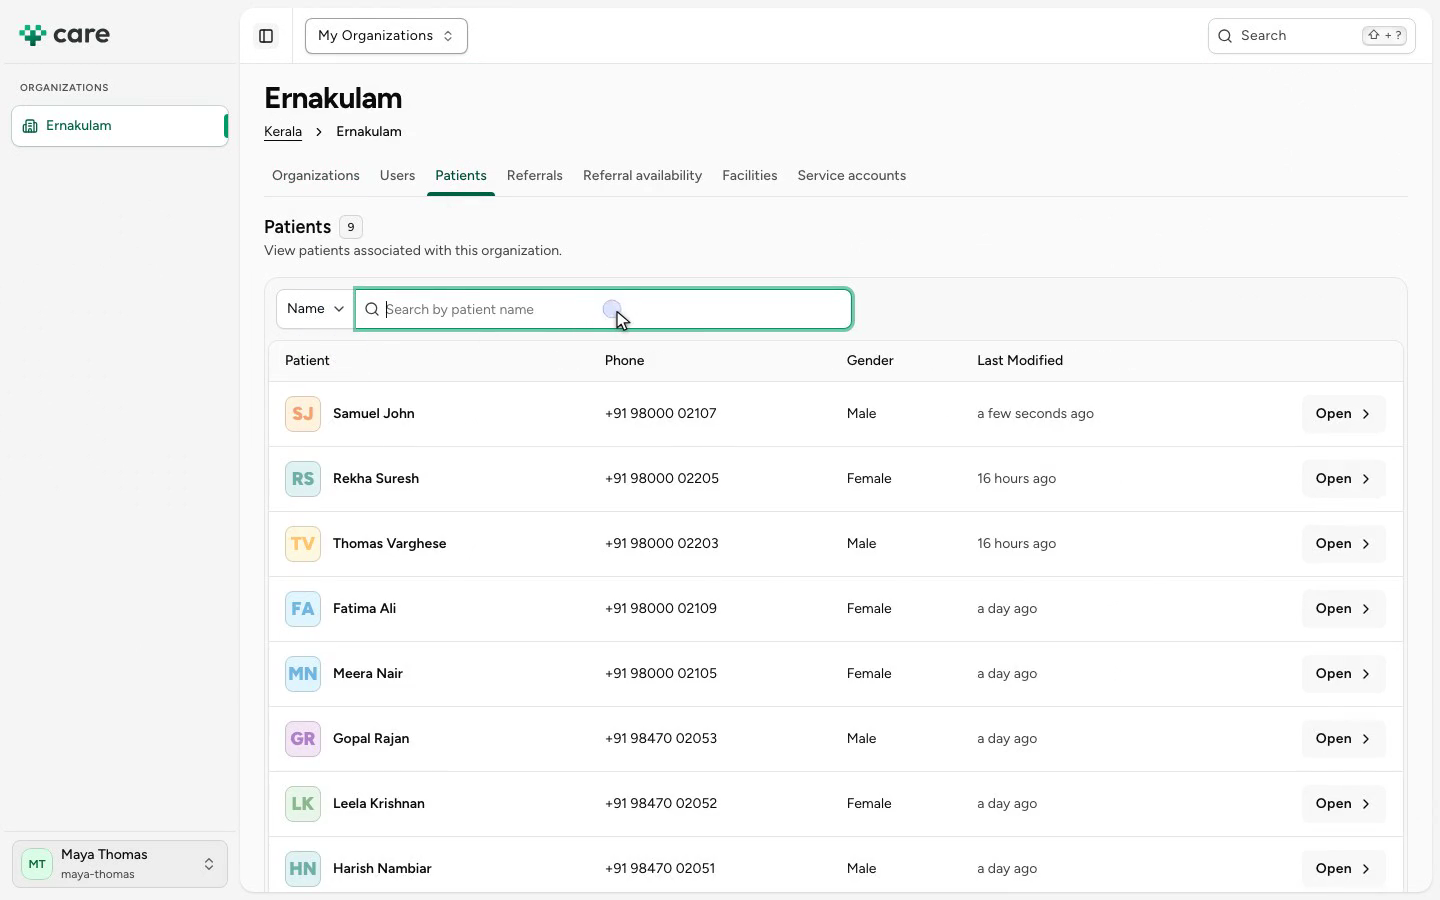 care
My Organizations
Search
+ ?
ORGANIZATIONS
Ernakulam
Ernakulam
Kerala > Ernakulam
Organizations Users Patients Referrals Referral availability Facilities Service accounts
Patients 9
View patients associated with this organization.
Name Search by patient name
Patient Phone Gender Last Modified
SJ Samuel John +91 98000 02107 Male a few seconds ago Open
RS Rekha Suresh +91 98000 02205 Female 16 hours ago Open
TV Thomas Varghese +91 98000 02203 Male 16 hours ago Open
FA Fatima Ali +91 98000 02109 Female a day ago Open
MN Meera Nair +91 98000 02105 Female a day ago Open
GR Gopal Rajan +91 98470 02053 Male a day ago Open
LK Leela Krishnan +91 98470 02052 Female a day ago Open
HN Harish Nambiar +91 98470 02051 Male a day ago Open
MT Maya Thomas
maya-thomas